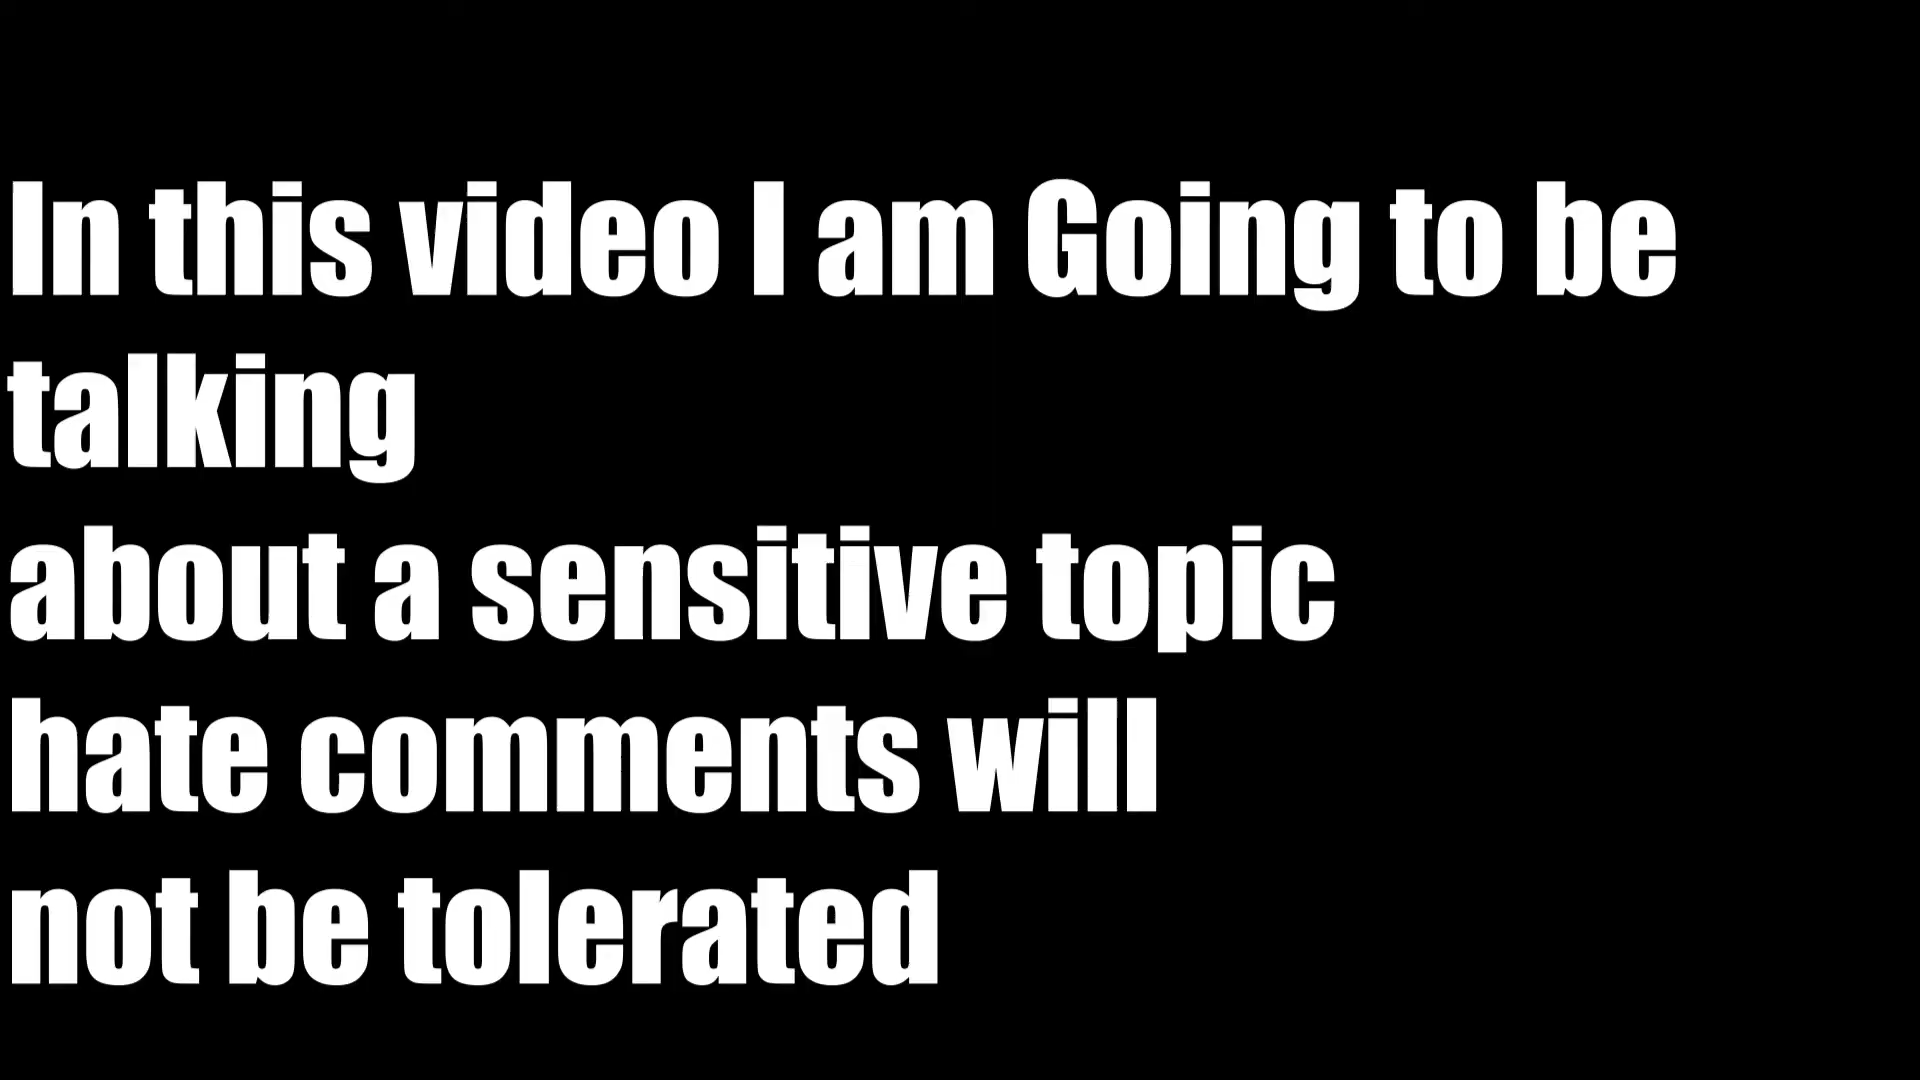 In this video I am Going to be
talking
about a sensitive topic
hate comments will
not be tolerated